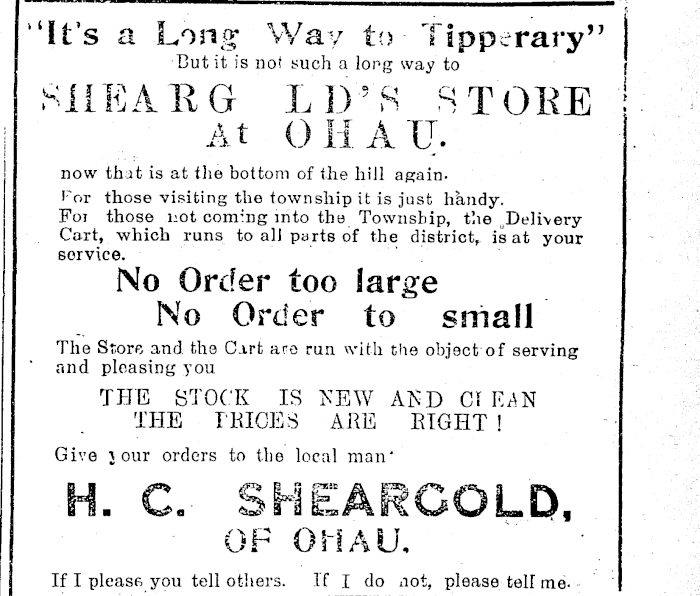 "It's a Long Way to Tipperary"
But it is not such a long way to
SHEARGOLD'S STORE
At OHAU.
now that is at the bottom of the hill again.
For those visiting the township it is just handy.
For those not coming into the Township, the Delivery
Cart, which runs to all parts of the district, is at your
service.
No Order too large
No Order to small
The Store and the Cart are run with the object of serving
and pleasing you
THE STOCK IS NEW AND CLEAN
THE PRICES ARE RIGHT!
Give your orders to the local man
H. C. SHEARGOLD,
OF OHAU.
If I please you tell others. If I do not, please tell me.